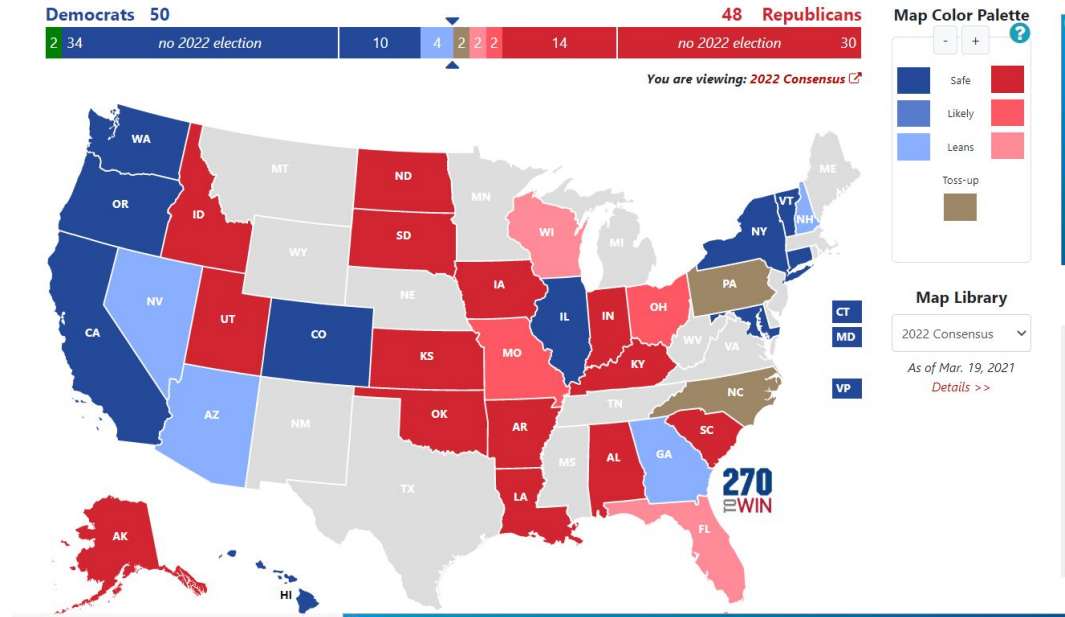 Democrats 50
48 Republicans
2 34 no 2022 election 10 4 2 2 2 14 no 2022 election 30
You are viewing: 2022 Consensus
Map Color Palette
- +
?
Safe
Likely
Leans
Toss-up
Map Library
2022 Consensus
As of Mar. 19, 2021
Details >>
WA
MT
ND
MN
ME
OR
ID
SD
WI
MI
VT
NH
NY
WY
IA
PA
NV
NE
OH
CA
UT
CO
IL
IN
WV
VA
CT
MD
KS
MO
KY
VP
AZ
NM
OK
AR
TN
NC
SC
TX
LA
MS
AL
GA
270
TO WIN
FL
AK
HI